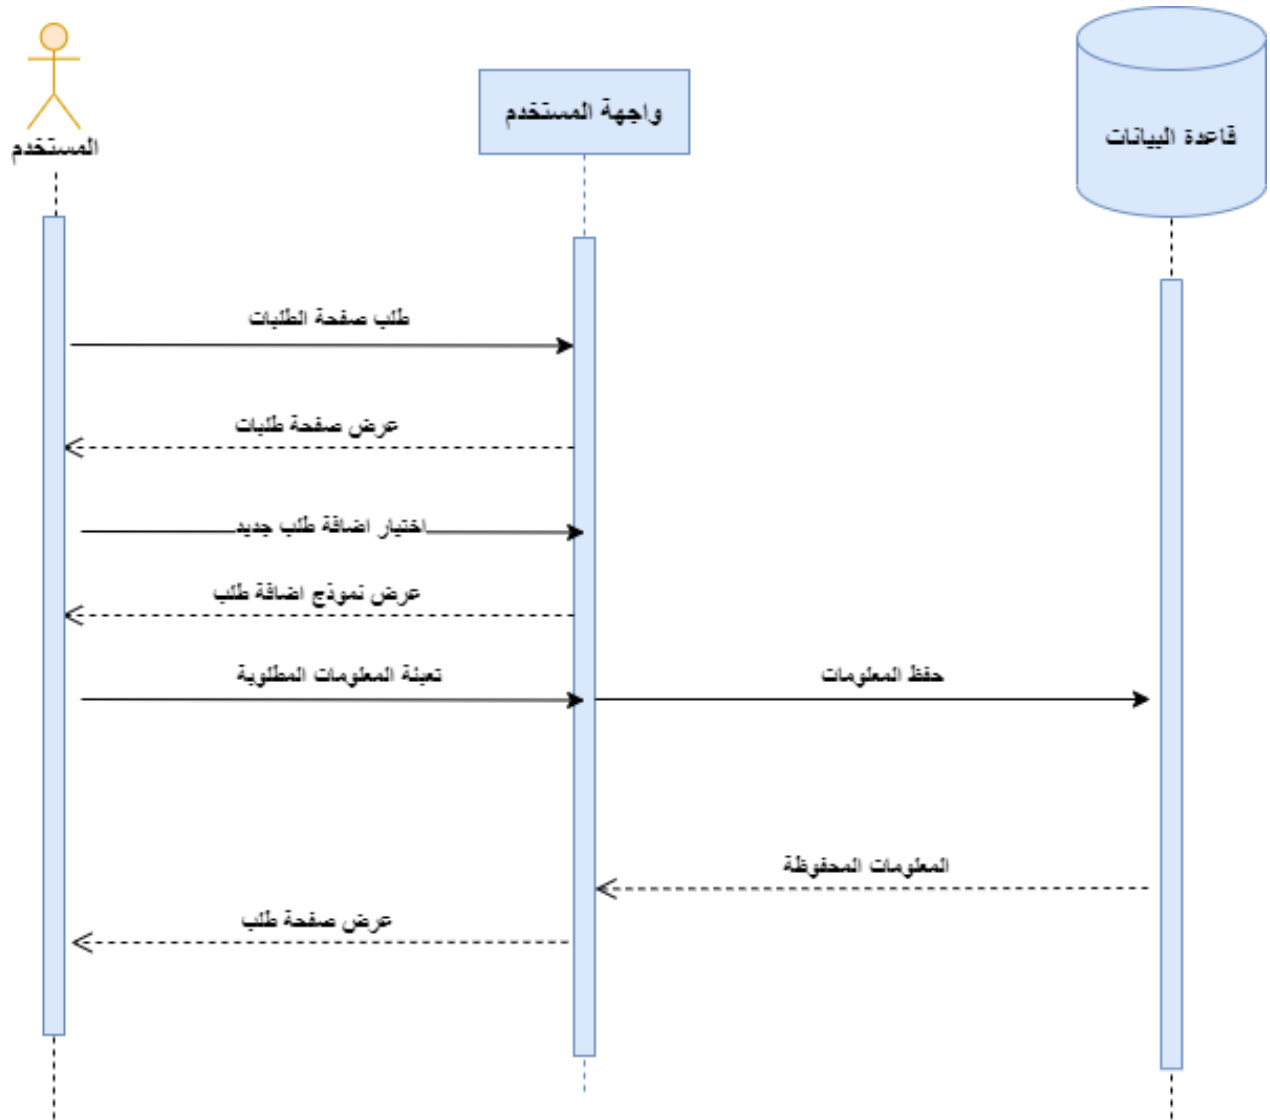 المستخدم
واجهة المستخدم
قاعدة البيانات
طلب صفحة الطلبات
عرض صفحة طلبات
اختيار اضافة طلب جديد
عرض نموذج اضافة طلب
تعبئة المعلومات المطلوبة
حفظ المعلومات
المعلومات المحفوظة
عرض صفحة طلب